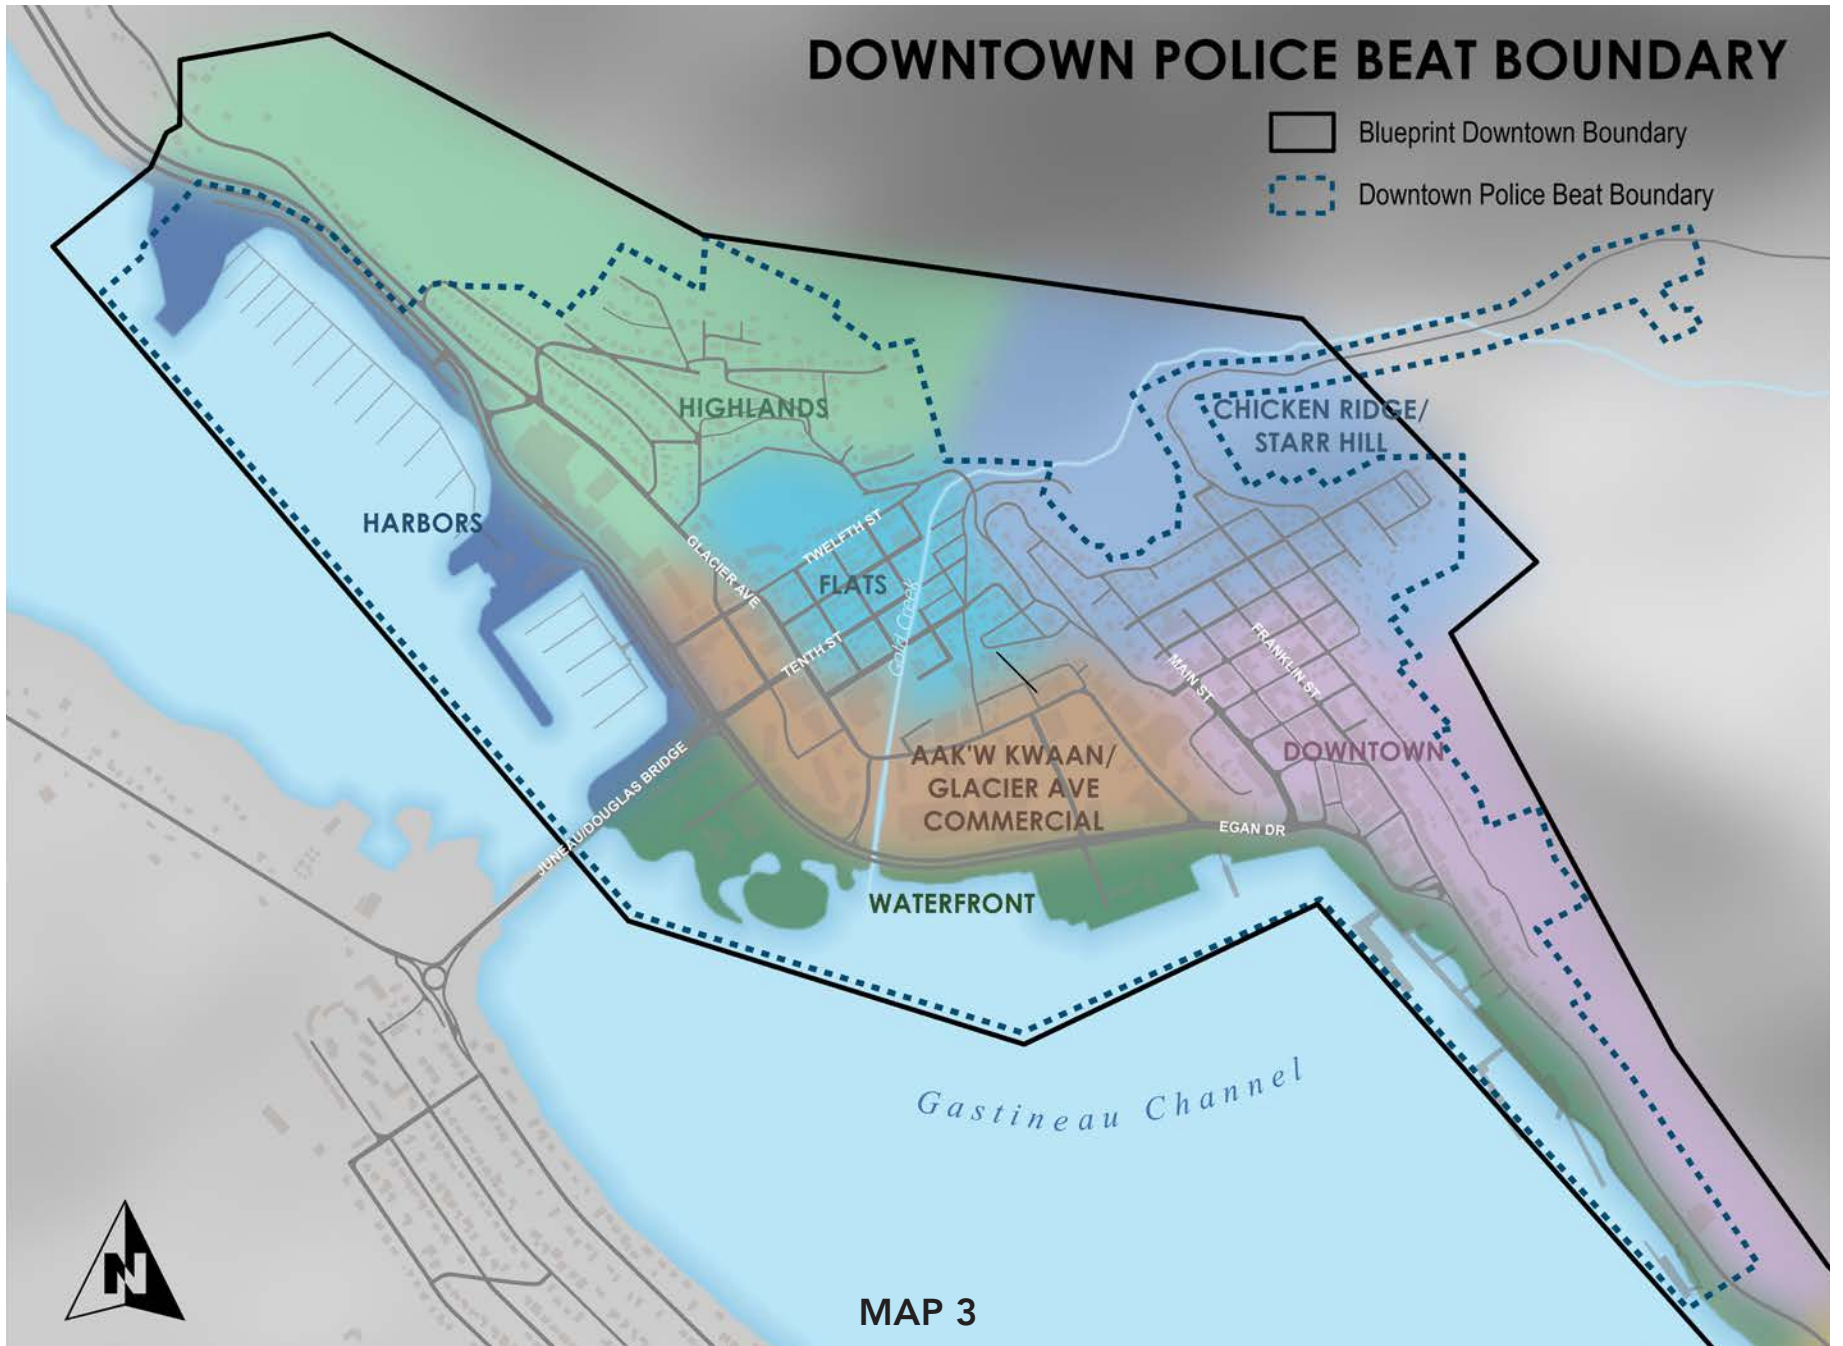 DOWNTOWN POLICE BEAT BOUNDARY
Blueprint Downtown Boundary
Downtown Police Beat Boundary
HIGHLANDS
CHICKEN RIDGE/
STARR HILL
HARBORS
TWELFTH ST
GLACIER AVE
FLATS
Gold Creek
TENTH ST
FRANKLIN ST
MAIN ST
DOWNTOWN
AAK'W KWAAN/
GLACIER AVE
COMMERCIAL
JUNEAU/DOUGLAS BRIDGE
EGAN DR
WATERFRONT
Gastineau Channel
N
MAP 3